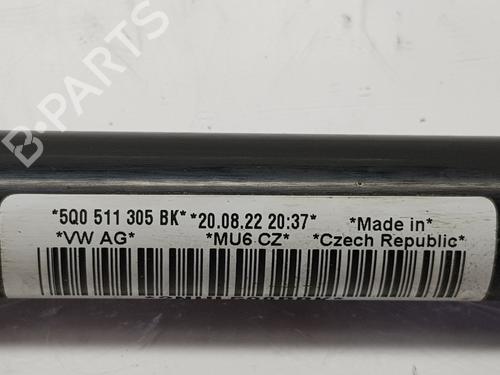 *5Q0 511 305 BK* *20.08.22 20:37* *Made in*
*VW AG* *MU6 CZ* *Czech Republic*
B-PARTS